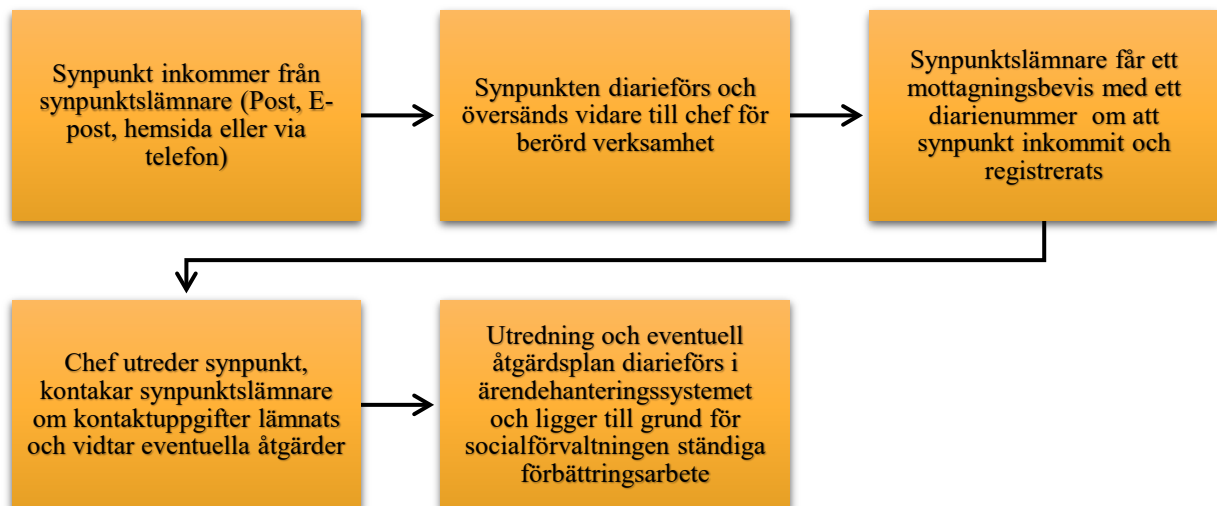 Synpunkt inkommer från
synpunktslämnare (Post, E-
post, hemsida eller via
telefon)
Synpunkten diarieförs och
översänds vidare till chef för
berörd verksamhet
Synpunktslämnare får ett
mottagningsbevis med ett
diarienummer om att
synpunkt inkommit och
registrerats
Chef utreder synpunkt,
kontakar synpunktslämnare
om kontaktuppgifter lämnats
och vidtar eventuella åtgärder
Utredning och eventuell
åtgärdsplan diarieförs i
ärendehanteringssystemet
och ligger till grund för
socialförvaltningen ständiga
förbättringsarbete